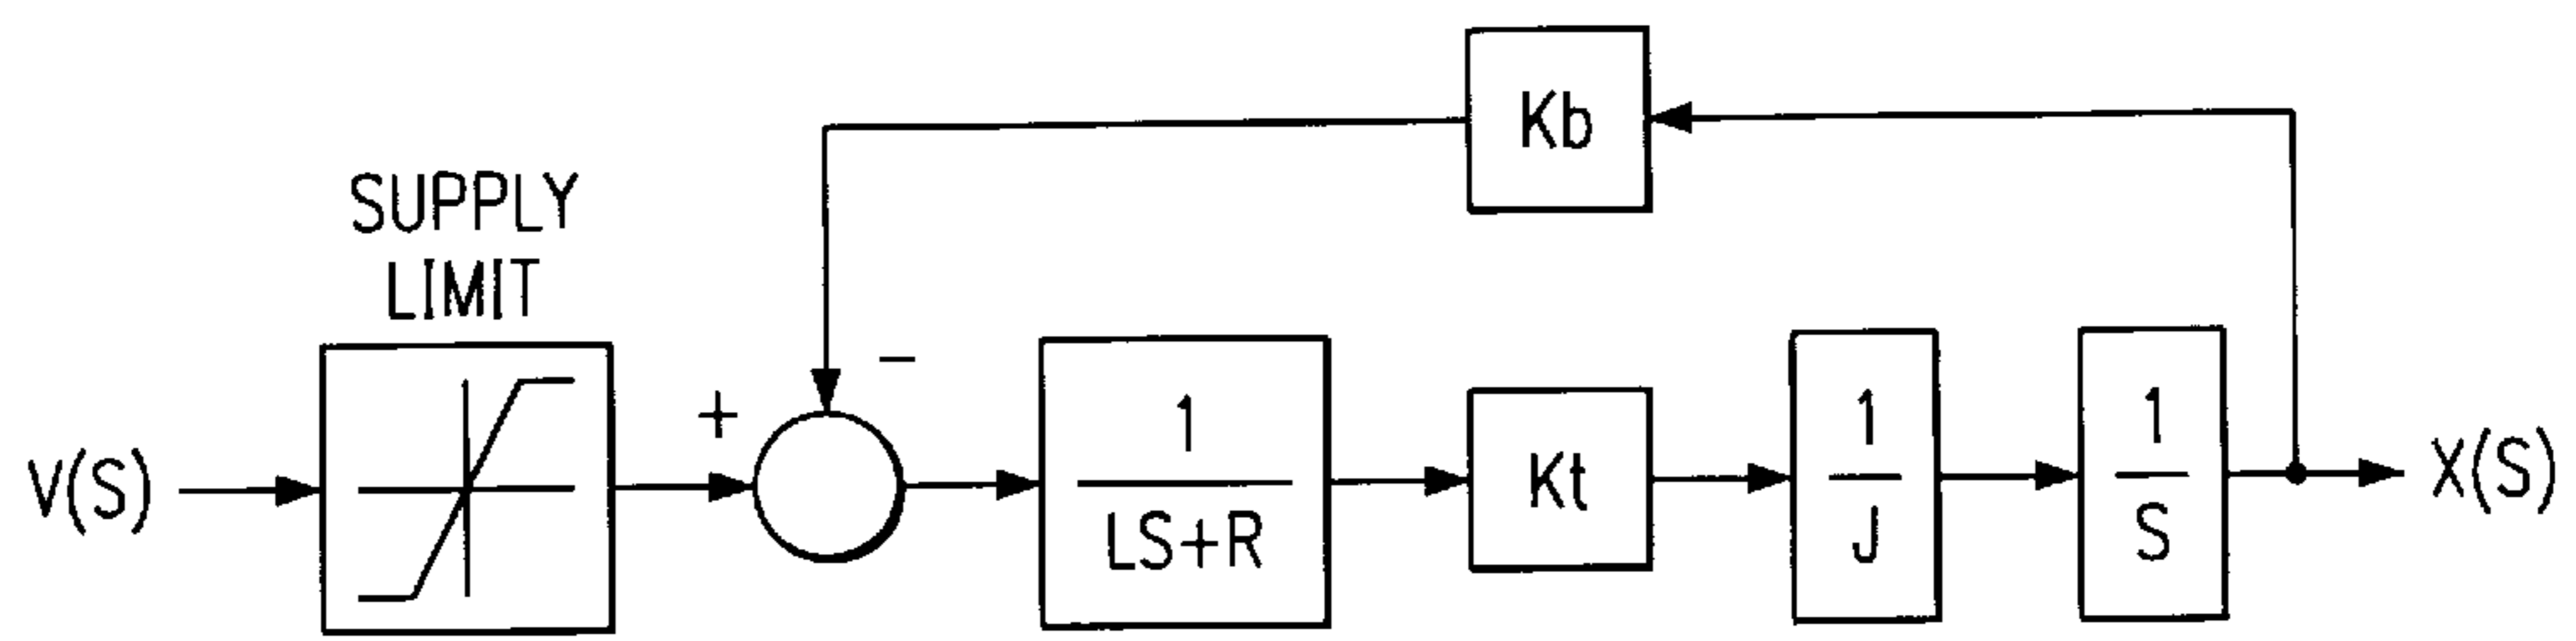 Kb
SUPPLY
LIMIT
V(S)
+
−
1
LS+R
Kt
1
J
1
S
X(S)